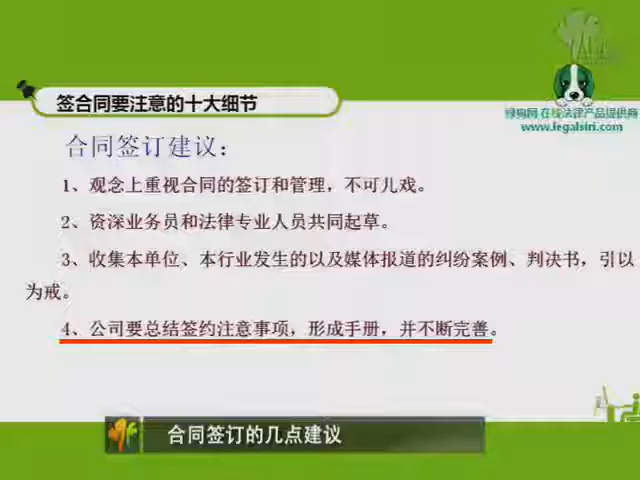 绿狗网 在线法律产品提供商
www.legalsiri.com
签合同要注意的十大细节
合同签订建议：
1、观念上重视合同的签订和管理，不可儿戏。
2、资深业务员和法律专业人员共同起草。
3、收集本单位、本行业发生的以及媒体报道的纠纷案例、判决书，引以
为戒。
4、公司要总结签约注意事项，形成手册，并不断完善。
合同签订的几点建议